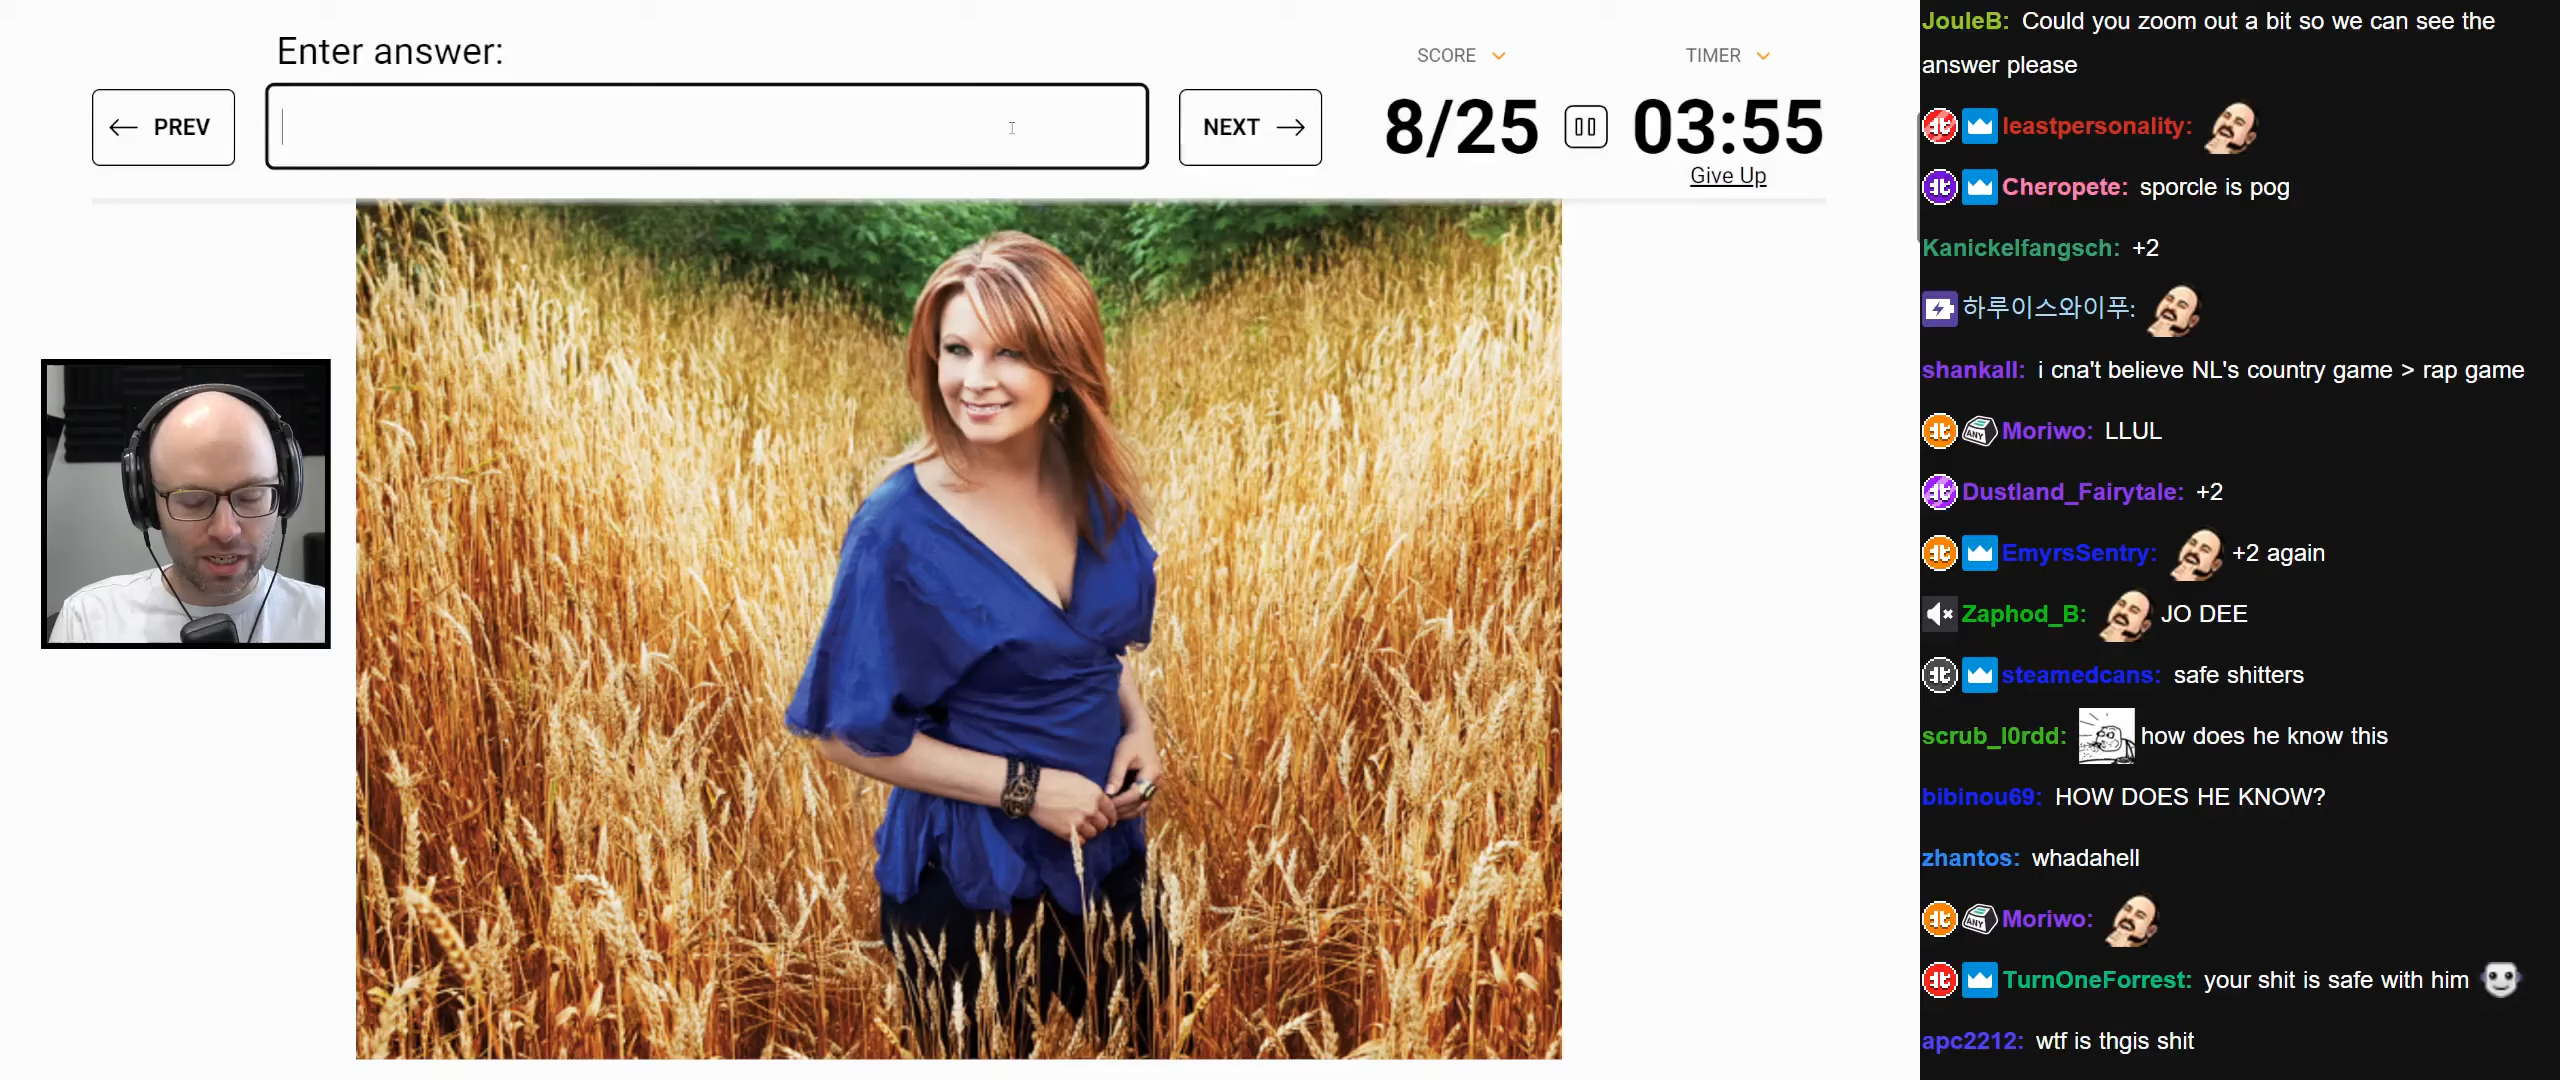 Enter answer:
← PREV
NEXT →
SCORE
8/25
TIMER
03:55
Give Up
JouleB: Could you zoom out a bit so we can see the
answer please
leastpersonality:
Cheropete: sporcle is pog
Kanickelfangsch: +2
하루이스와이푸:
shankall: i cna't believe NL's country game > rap game
ANY Moriwo: LLUL
Dustland_Fairytale: +2
EmyrsSentry: +2 again
Zaphod_B: JO DEE
steamedcans: safe shitters
scrub_l0rdd: how does he know this
bibinou69: HOW DOES HE KNOW?
zhantos: whadahell
ANY Moriwo:
TurnOneForrest: your shit is safe with him
apc2212: wtf is thgis shit